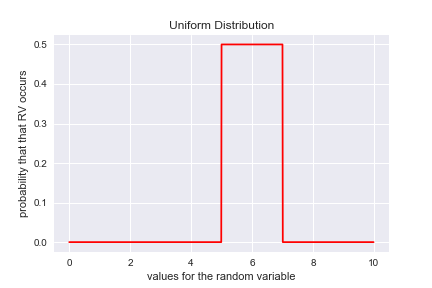 Uniform Distribution
0.5
0.4
0.3
0.2
0.1
0.0
probability that that RV occurs
0 2 4 6 8 10
values for the random variable